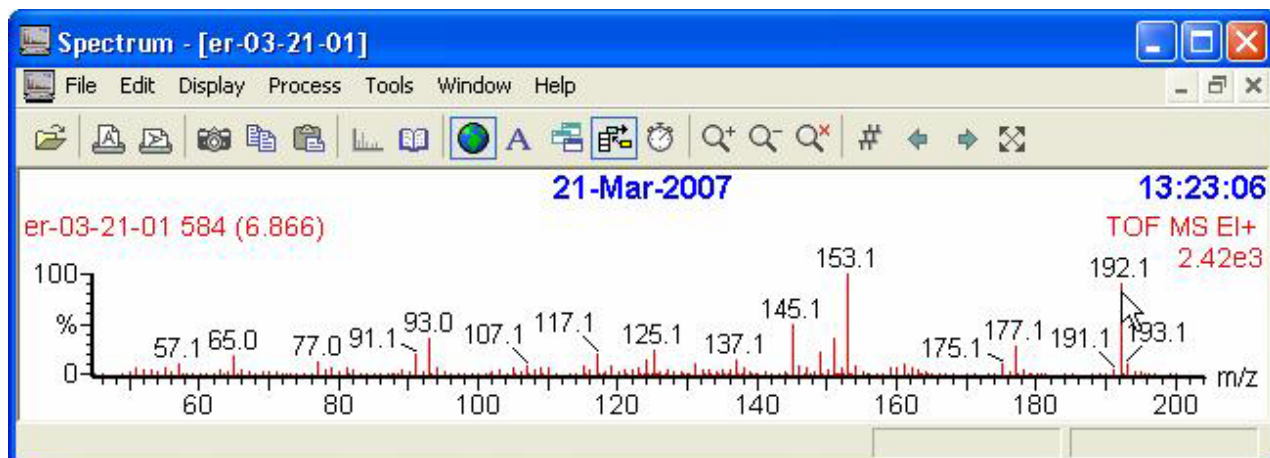 Spectrum - [er-03-21-01]
File Edit Display Process Tools Window Help
A A
21-Mar-2007 13:23:06
er-03-21-01 584 (6.866) TOF MS EI+
2.42e3
100
%
0
57.1 65.0 77.0 91.1 93.0 107.1 117.1 125.1 137.1 145.1 153.1 175.1 177.1 191.1 192.1 193.1
m/z
60 80 100 120 140 160 180 200